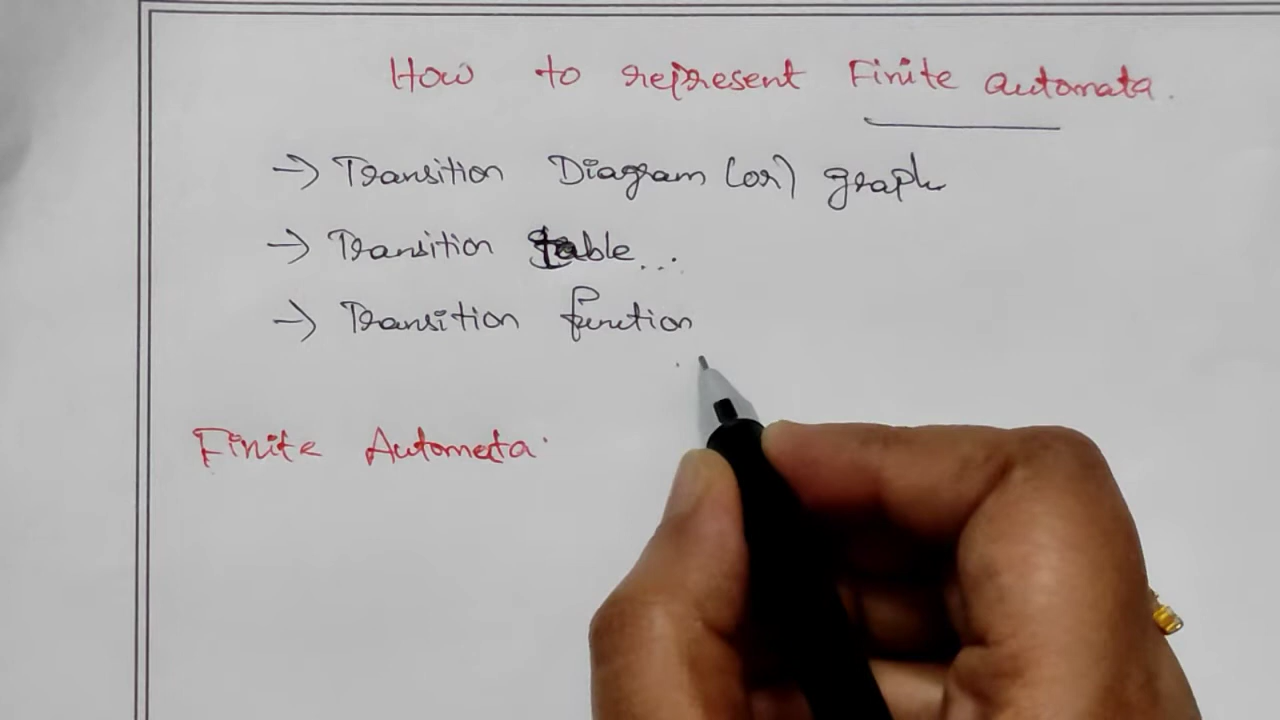 How to represent Finite automata.
→ Transition Diagram (or) graph
→ Transition table...
→ Transition function
Finite Automata: